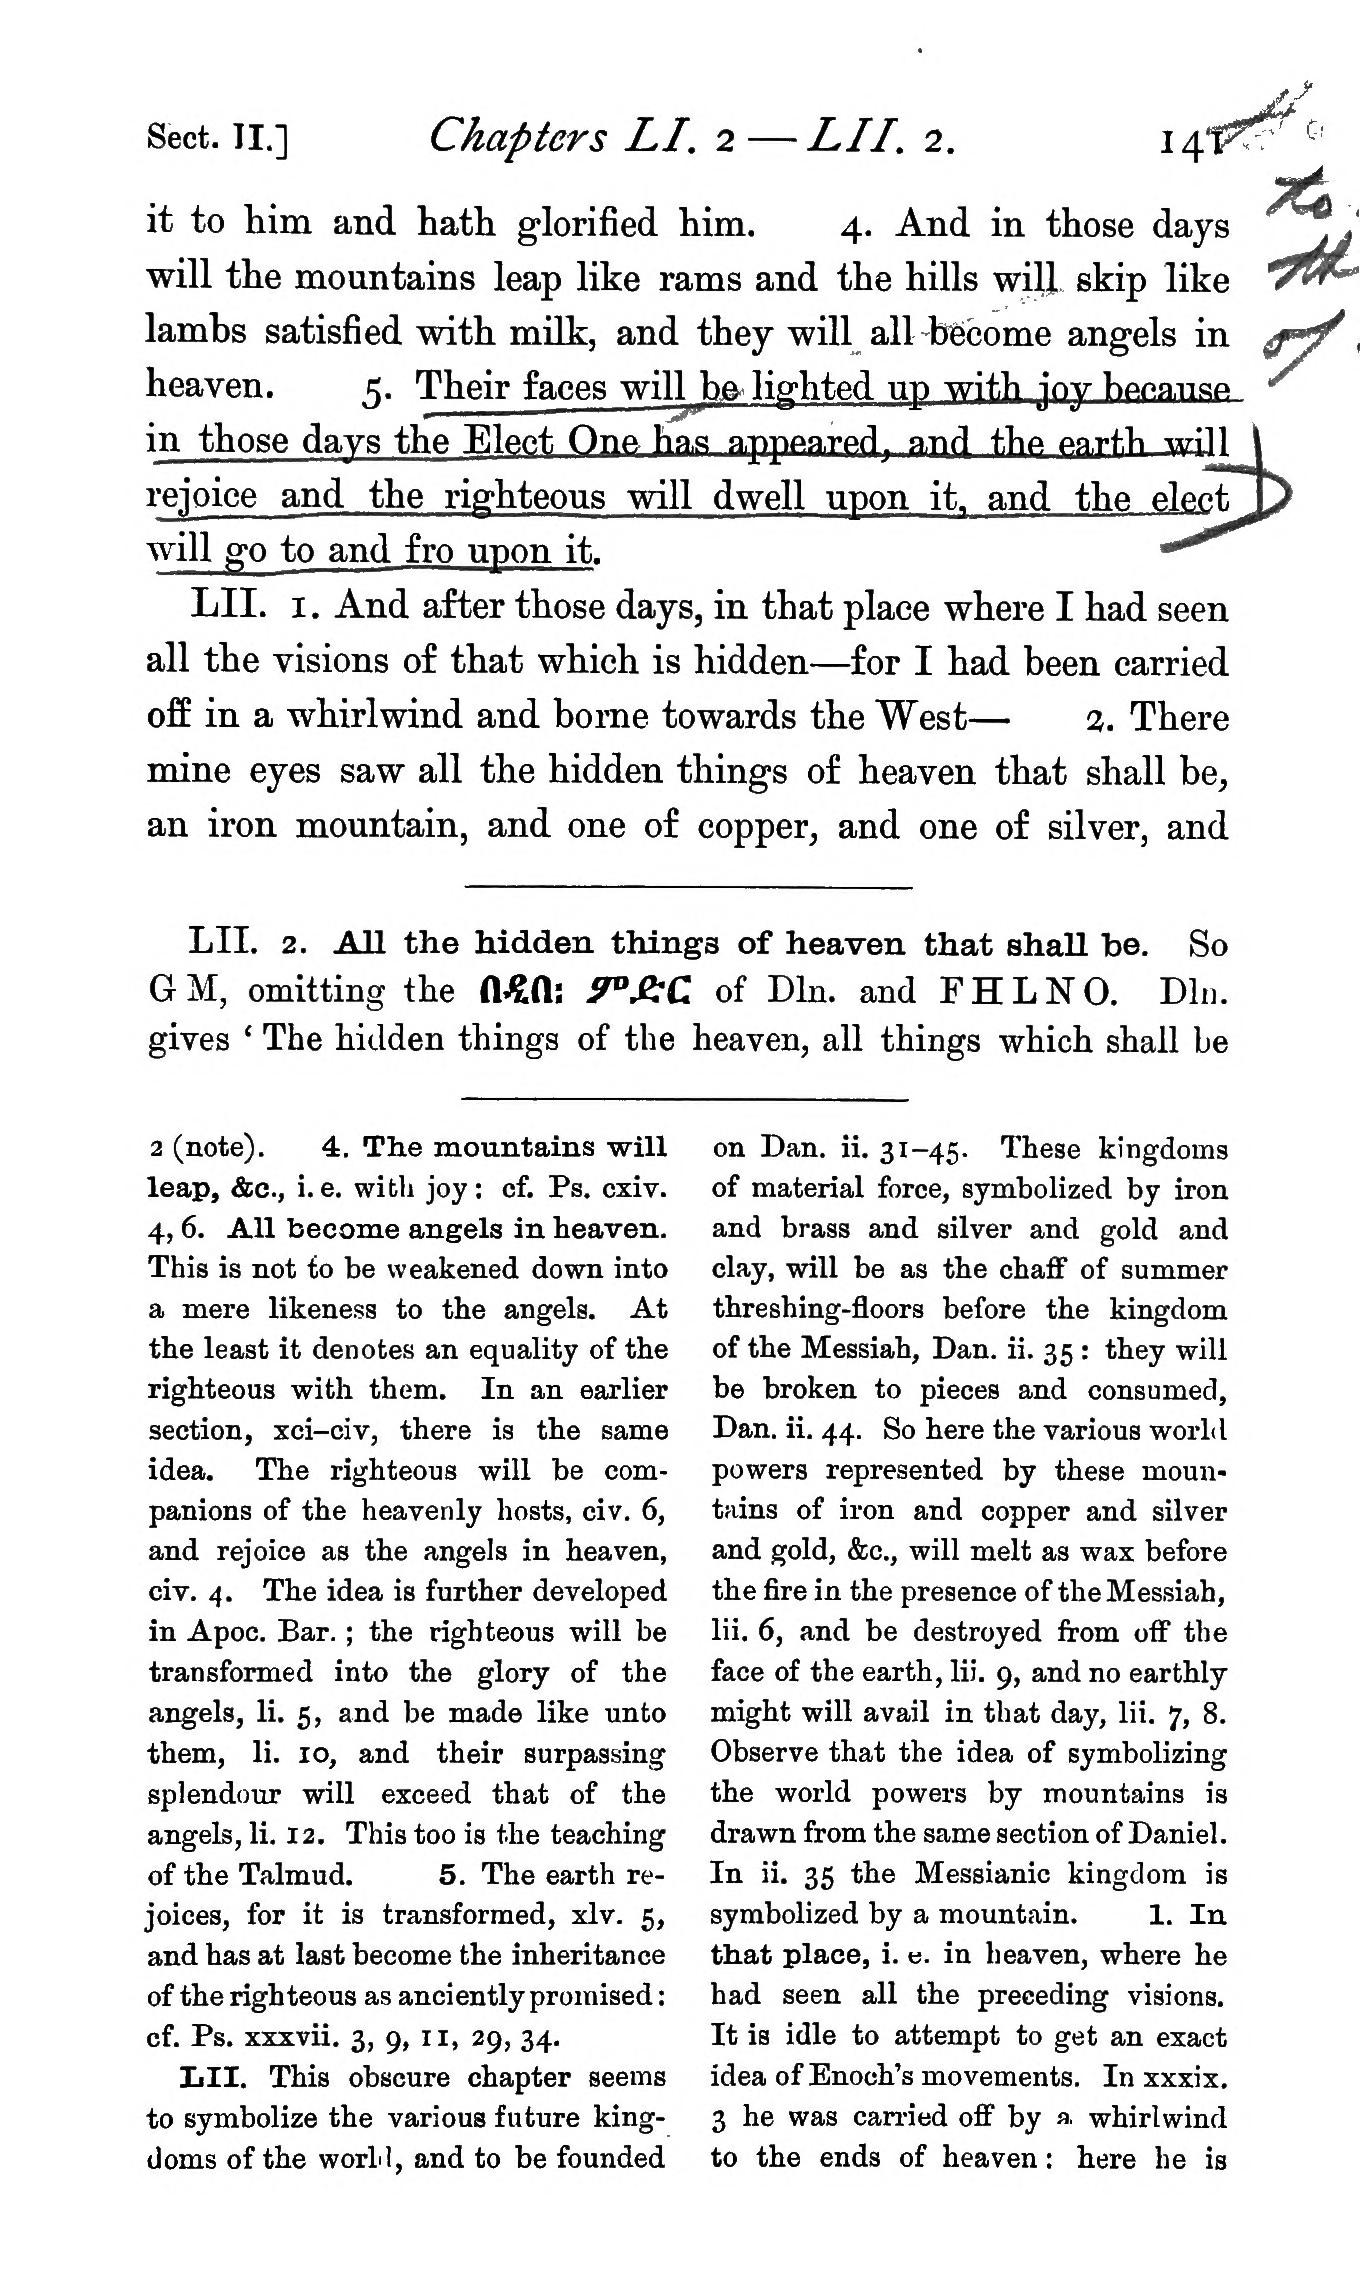 Sect. II.] Chapters LI. 2 — LII. 2. 141
it to him and hath glorified him. 4. And in those days
will the mountains leap like rams and the hills will skip like
lambs satisfied with milk, and they will all become angels in
heaven. 5. Their faces will be lighted up with joy because
in those days the Elect One has appeared, and the earth will
rejoice and the righteous will dwell upon it, and the elect
will go to and fro upon it.
LII. 1. And after those days, in that place where I had seen
all the visions of that which is hidden—for I had been carried
off in a whirlwind and borne towards the West— 2. There
mine eyes saw all the hidden things of heaven that shall be,
an iron mountain, and one of copper, and one of silver, and
LII. 2. All the hidden things of heaven that shall be. So
G M, omitting the በዲበ፡ ምድር of Dln. and F H L N O. Dln.
gives ‘ The hidden things of the heaven, all things which shall be
2 (note). 4. The mountains will
leap, &c., i. e. with joy : cf. Ps. cxiv.
4, 6. All become angels in heaven.
This is not to be weakened down into
a mere likeness to the angels. At
the least it denotes an equality of the
righteous with them. In an earlier
section, xci–civ, there is the same
idea. The righteous will be com-
panions of the heavenly hosts, civ. 6,
and rejoice as the angels in heaven,
civ. 4. The idea is further developed
in Apoc. Bar. ; the righteous will be
transformed into the glory of the
angels, li. 5, and be made like unto
them, li. 10, and their surpassing
splendour will exceed that of the
angels, li. 12. This too is the teaching
of the Talmud. 5. The earth re-
joices, for it is transformed, xlv. 5,
and has at last become the inheritance
of the righteous as anciently promised :
cf. Ps. xxxvii. 3, 9, 11, 29, 34.
LII. This obscure chapter seems
to symbolize the various future king-
doms of the world, and to be founded
on Dan. ii. 31–45. These kingdoms
of material force, symbolized by iron
and brass and silver and gold and
clay, will be as the chaff of summer
threshing-floors before the kingdom
of the Messiah, Dan. ii. 35 : they will
be broken to pieces and consumed,
Dan. ii. 44. So here the various world
powers represented by these moun-
tains of iron and copper and silver
and gold, &c., will melt as wax before
the fire in the presence of the Messiah,
lii. 6, and be destroyed from off the
face of the earth, lii. 9, and no earthly
might will avail in that day, lii. 7, 8.
Observe that the idea of symbolizing
the world powers by mountains is
drawn from the same section of Daniel.
In ii. 35 the Messianic kingdom is
symbolized by a mountain. 1. In
that place, i. e. in heaven, where he
had seen all the preceding visions.
It is idle to attempt to get an exact
idea of Enoch’s movements. In xxxix.
3 he was carried off by a whirlwind
to the ends of heaven : here he is
to
of